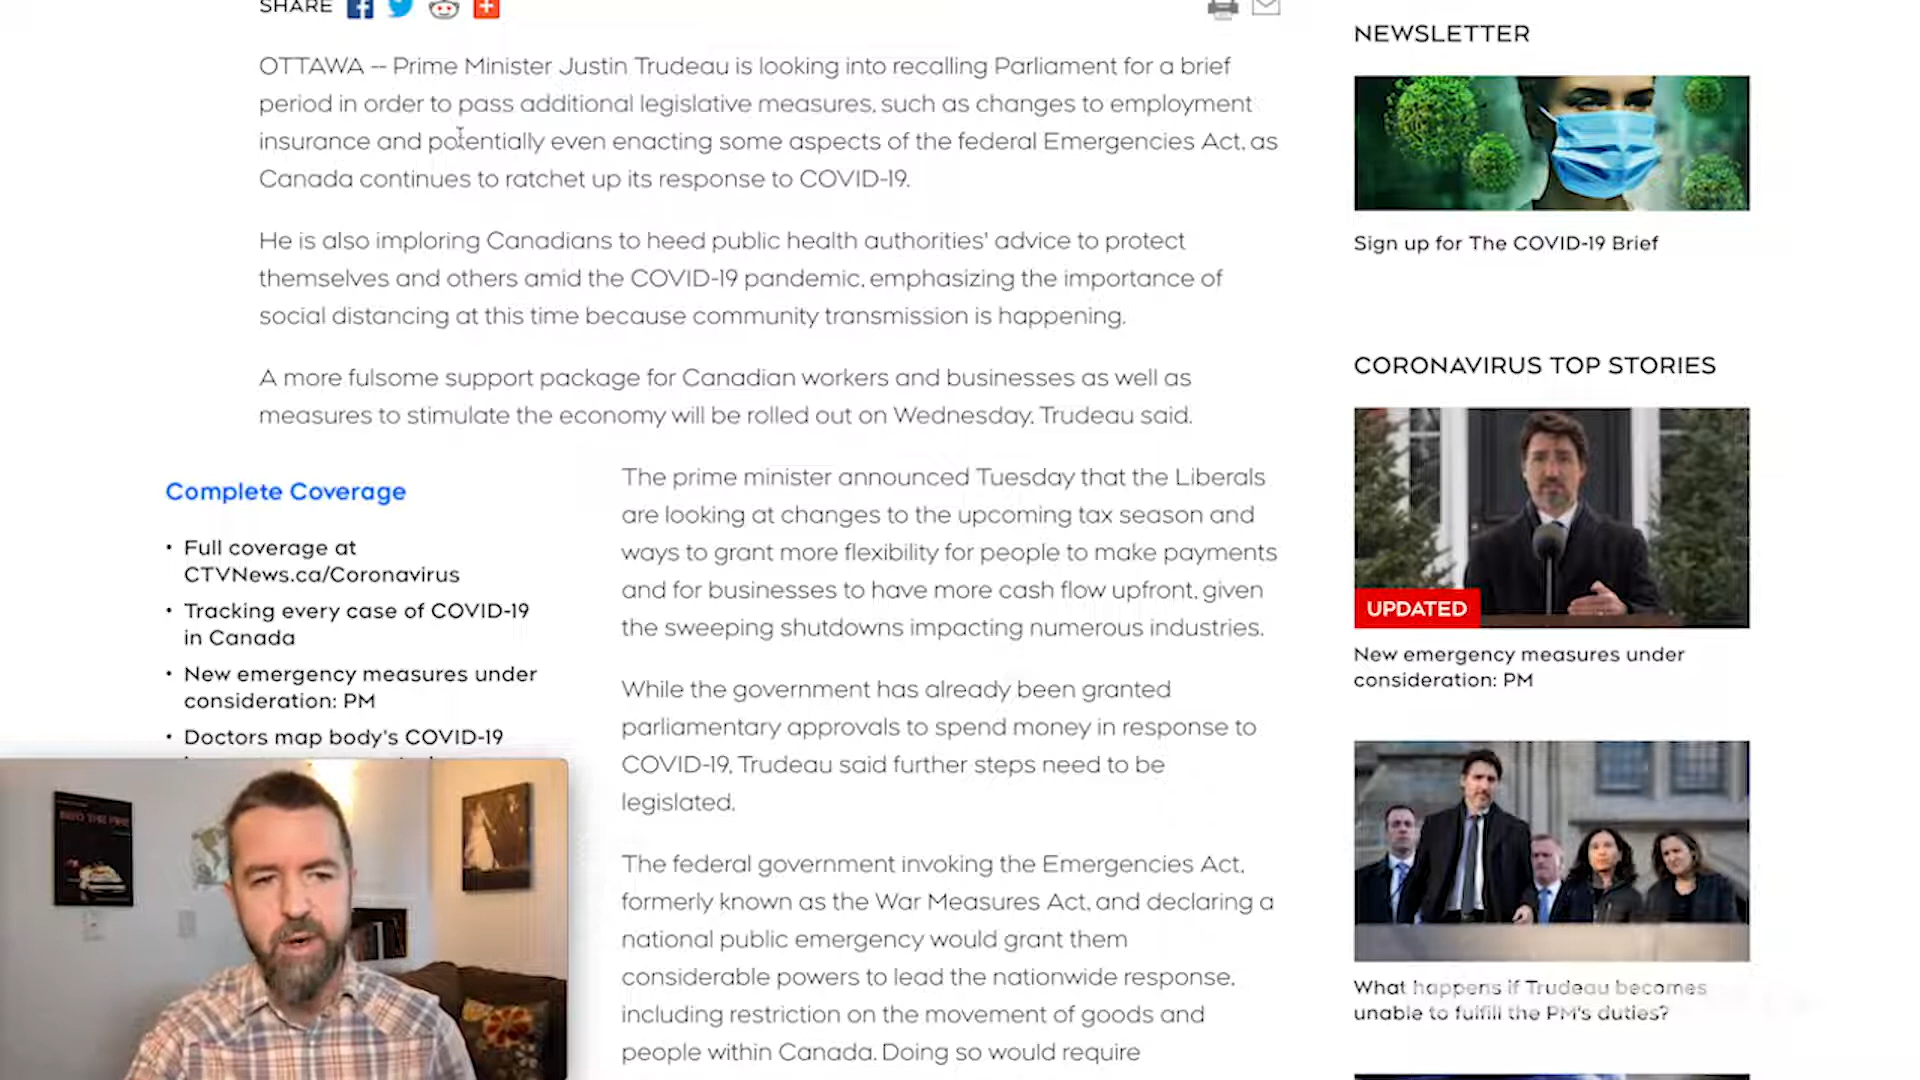 SHARE
OTTAWA -- Prime Minister Justin Trudeau is looking into recalling Parliament for a brief
period in order to pass additional legislative measures, such as changes to employment
insurance and potentially even enacting some aspects of the federal Emergencies Act, as
Canada continues to ratchet up its response to COVID-19.
He is also imploring Canadians to heed public health authorities' advice to protect
themselves and others amid the COVID-19 pandemic, emphasizing the importance of
social distancing at this time because community transmission is happening.
A more fulsome support package for Canadian workers and businesses as well as
measures to stimulate the economy will be rolled out on Wednesday, Trudeau said.
Complete Coverage
• Full coverage at
CTVNews.ca/Coronavirus
• Tracking every case of COVID-19
in Canada
• New emergency measures under
consideration: PM
• Doctors map body's COVID-19
The prime minister announced Tuesday that the Liberals
are looking at changes to the upcoming tax season and
ways to grant more flexibility for people to make payments
and for businesses to have more cash flow upfront, given
the sweeping shutdowns impacting numerous industries.
While the government has already been granted
parliamentary approvals to spend money in response to
COVID-19, Trudeau said further steps need to be
legislated.
The federal government invoking the Emergencies Act,
formerly known as the War Measures Act, and declaring a
national public emergency would grant them
considerable powers to lead the nationwide response,
including restriction on the movement of goods and
people within Canada. Doing so would require
NEWSLETTER
Sign up for The COVID-19 Brief
CORONAVIRUS TOP STORIES
UPDATED
New emergency measures under
consideration: PM
What happens if Trudeau becomes
unable to fulfill the PM's duties?